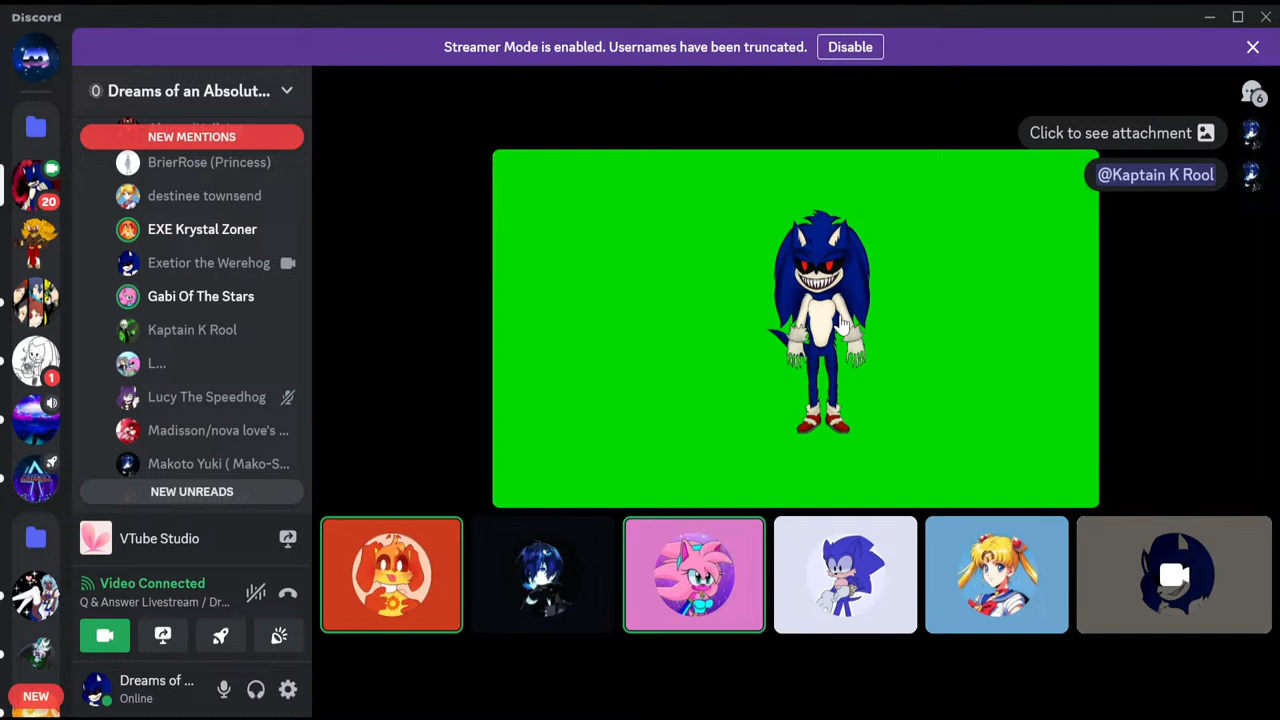 Discord
Streamer Mode is enabled. Usernames have been truncated.
Disable
Dreams of an Absolut...
NEW MENTIONS
BrierRose (Princess)
destinee townsend
EXE Krystal Zoner
Exetior the Werehog
Gabi Of The Stars
Kaptain K Rool
L...
Lucy The Speedhog
Madisson/nova love's ...
Makoto Yuki ( Mako-S...
NEW UNREADS
20
1
6
Click to see attachment
@Kaptain K Rool
VTube Studio
Video Connected
Q & Answer Livestream / Dr...
Dreams of ...
Online
NEW